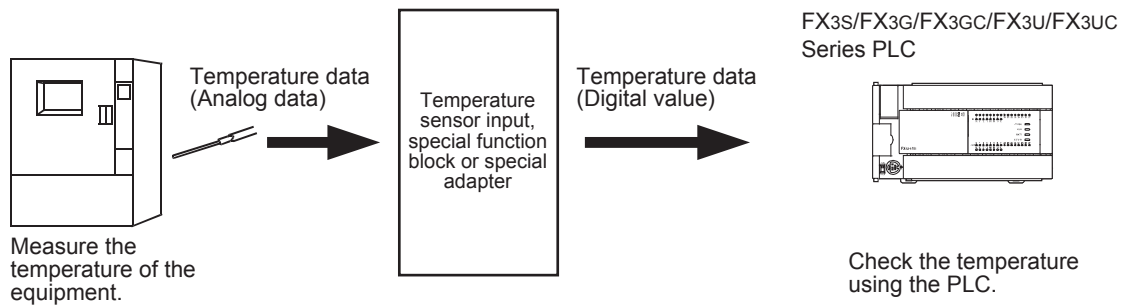 FX3S/FX3G/FX3GC/FX3U/FX3UC
Series PLC
Temperature data
(Analog data)
Temperature
sensor input,
special function
block or special
adapter
Temperature data
(Digital value)
Measure the
temperature of the
equipment.
Check the temperature
using the PLC.